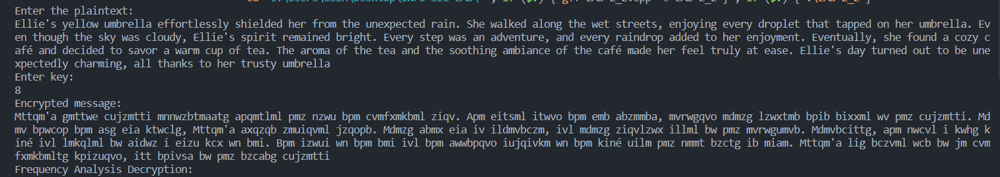 Enter the plaintext:
Ellie's yellow umbrella effortlessly shielded her from the unexpected rain. She walked along the wet streets, enjoying every droplet that tapped on her umbrella. Ev
en though the sky was cloudy, Ellie's spirit remained bright. Every step was an adventure, and every raindrop added to her enjoyment. Eventually, she found a cozy c
afé and decided to savor a warm cup of tea. The aroma of the tea and the soothing ambiance of the café made her feel truly at ease. Ellie's day turned out to be une
xpectedly charming, all thanks to her trusty umbrella
Enter key:
8
Encrypted message:
Mttqm'a gmttwe cujzmtti mnnwzbtmaatg apqmtlml pmz nzwu bpm cvmfxmkbml ziqv. Apm eitsml itwvo bpm emb abzmmba, mvrwgqvo mdmzg lzwxtmb bpib bixxml wv pmz cujzmtti. Md
mv bpwcop bpm asg eia ktwclg, Mttqm'a axqzqb zmuiqvml jzqopb. Mdmzg abmx eia iv ildmvbczm, ivl mdmzg ziqvlzwx illml bw pmz mvrwgumvb. Mdmvbcittg, apm nwcvl i kwhg k
iné ivl lmkqlml bw aidwz i eizu kcx wn bmi. Bpm izwui wn bpm bmi ivl bpm awwbpqvo iujqivkm wn bpm kiné uilm pmz nmmt bzctg ib miam. Mttqm'a lig bczvml wcb bw jm cvm
fxmkbmltg kpizuqvo, itt bpivsa bw pmz bzcabg cujzmtti
Frequency Analysis Decryption: